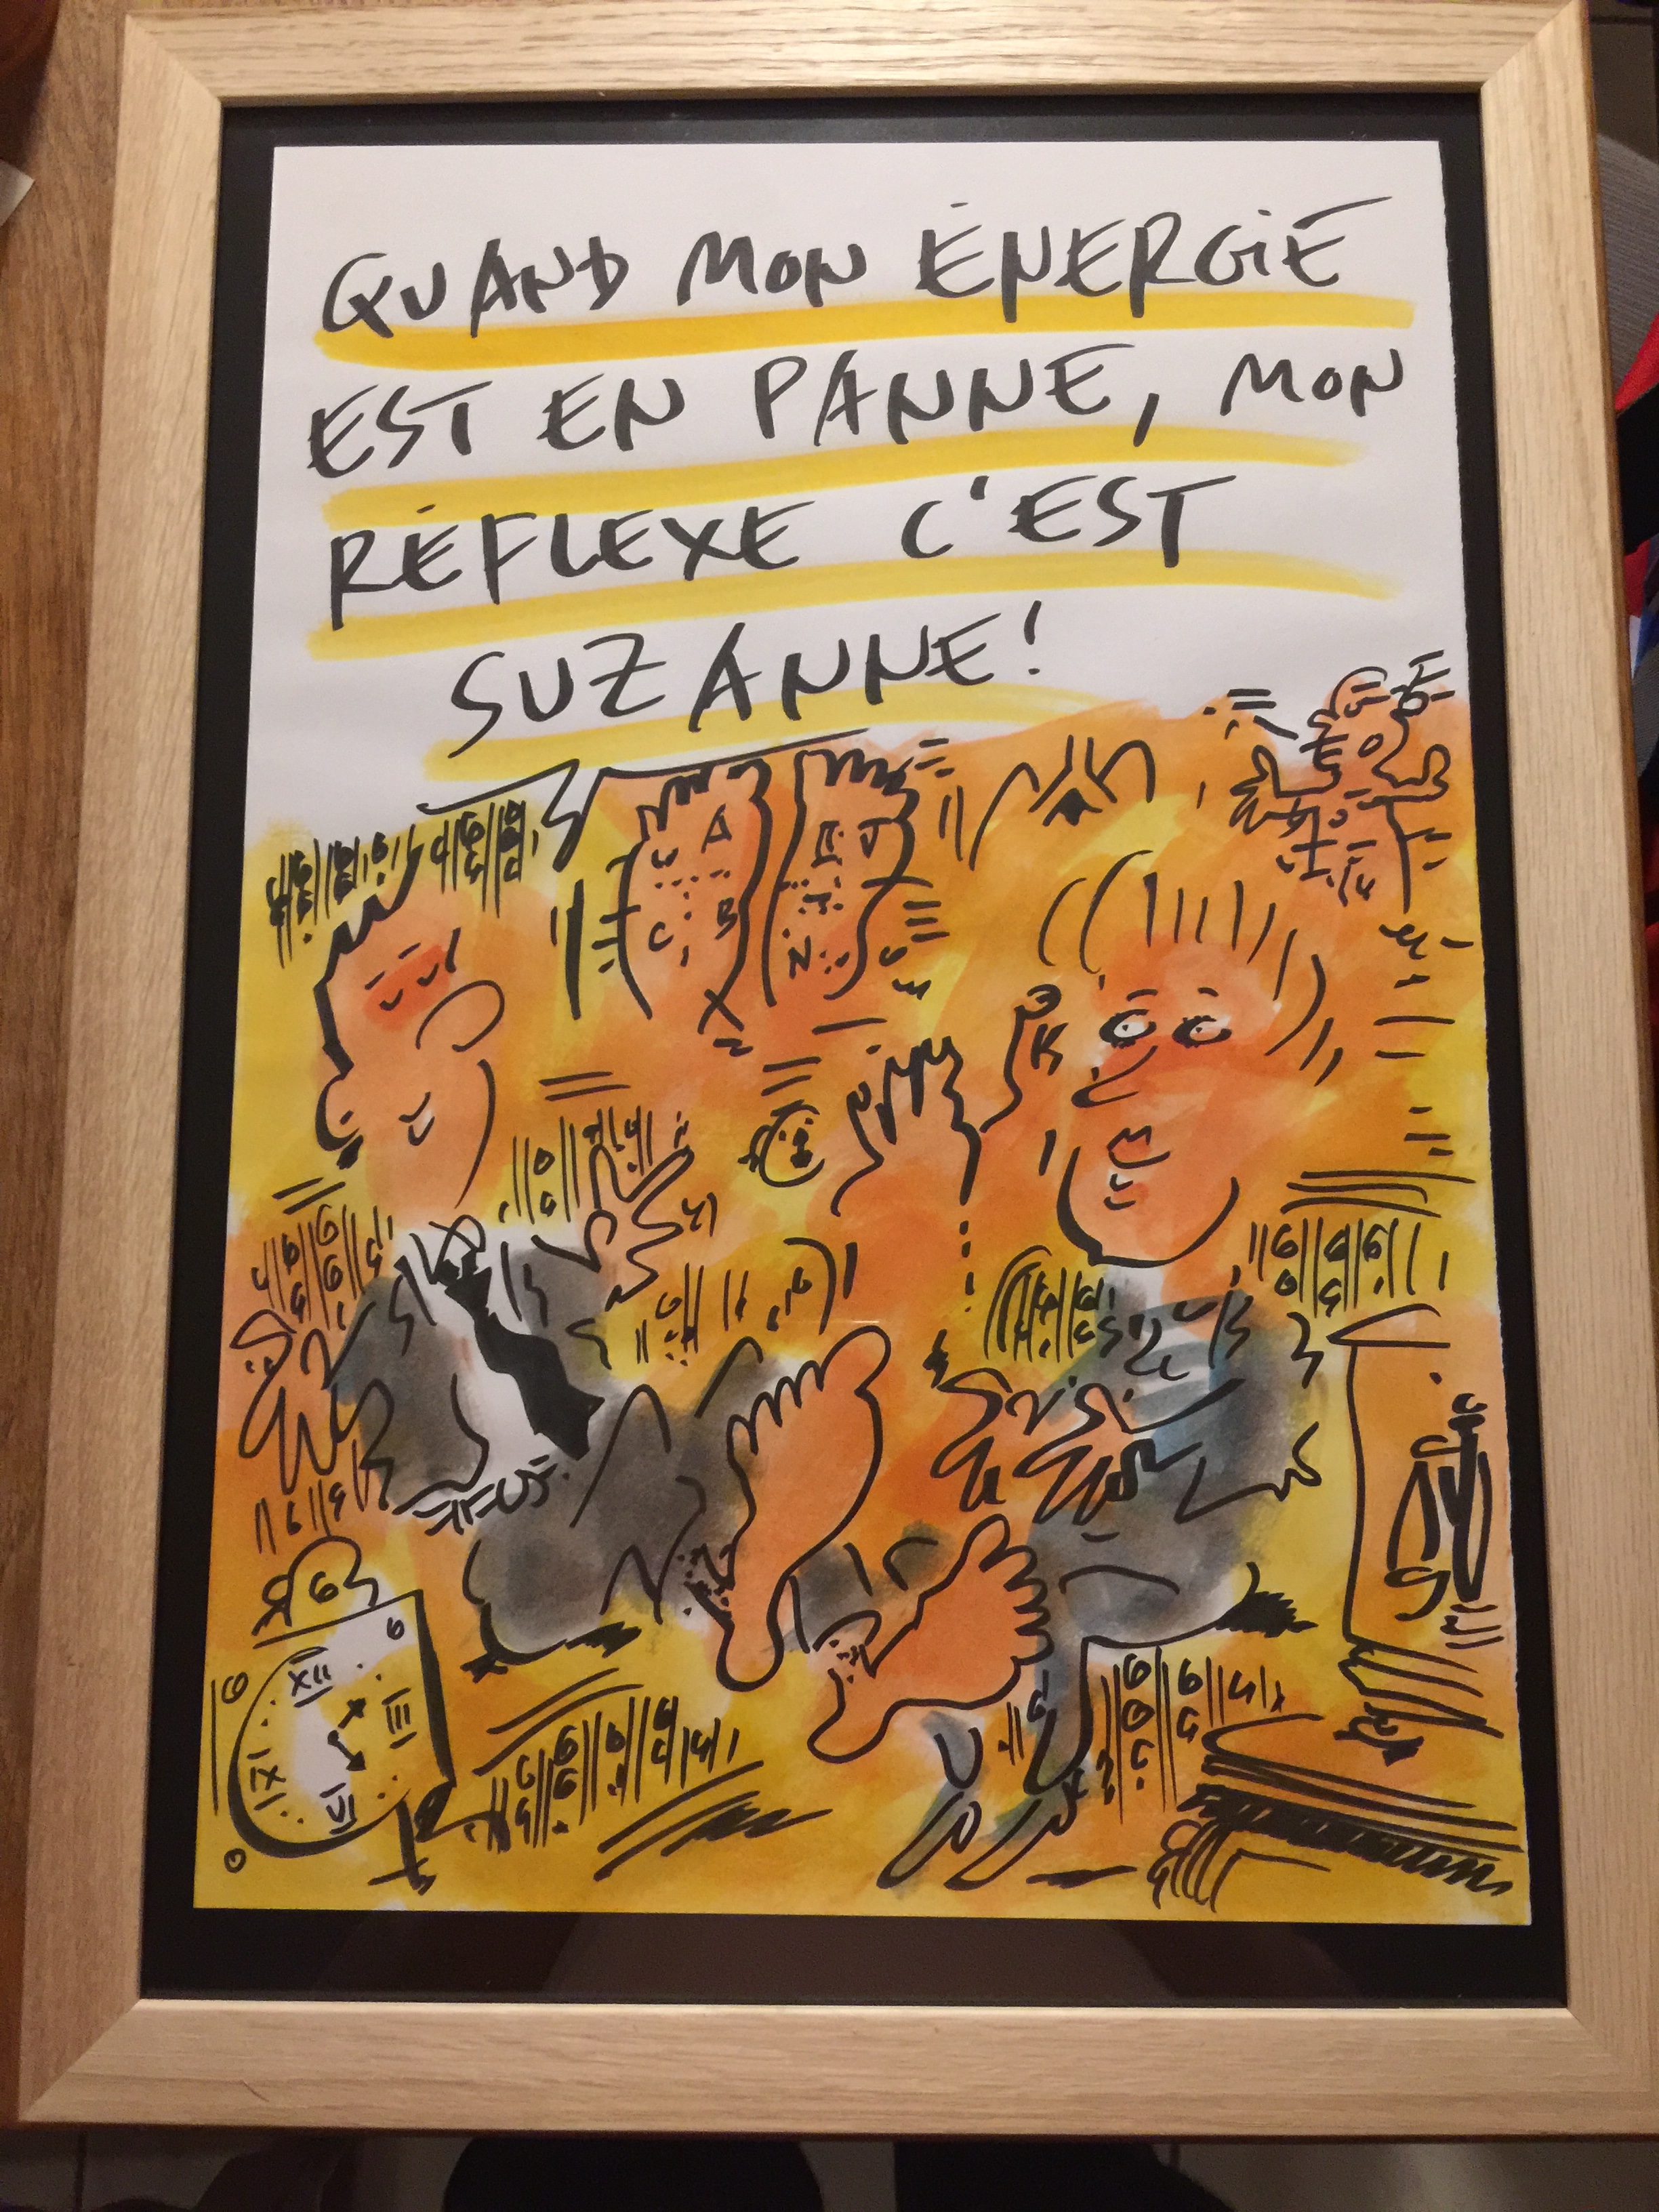 QUAND MON ÉNERGIE
EST EN PANNE, MON
RÉFLEXE C'EST
SUZANNE!
A
C
B
N
XII
III
VI
IX